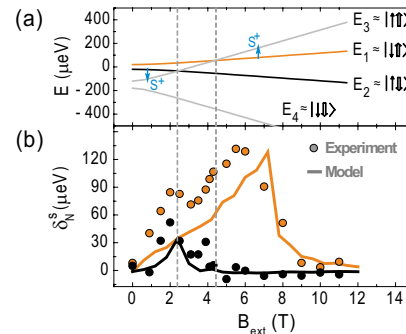 (a)
400
200
0
- 200
- 400
E (µeV)
S⁺
S⁺
E₃ ≈ |↑⇑⟩
E₁ ≈ |↓⇑⟩
E₂ ≈ |↑⇓⟩
E₄ ≈ |↓⇓⟩
(b)
120
90
60
30
0
δₙˢ (µeV)
Experiment
Model
0 2 4 6 8 10 12 14
B_ext (T)